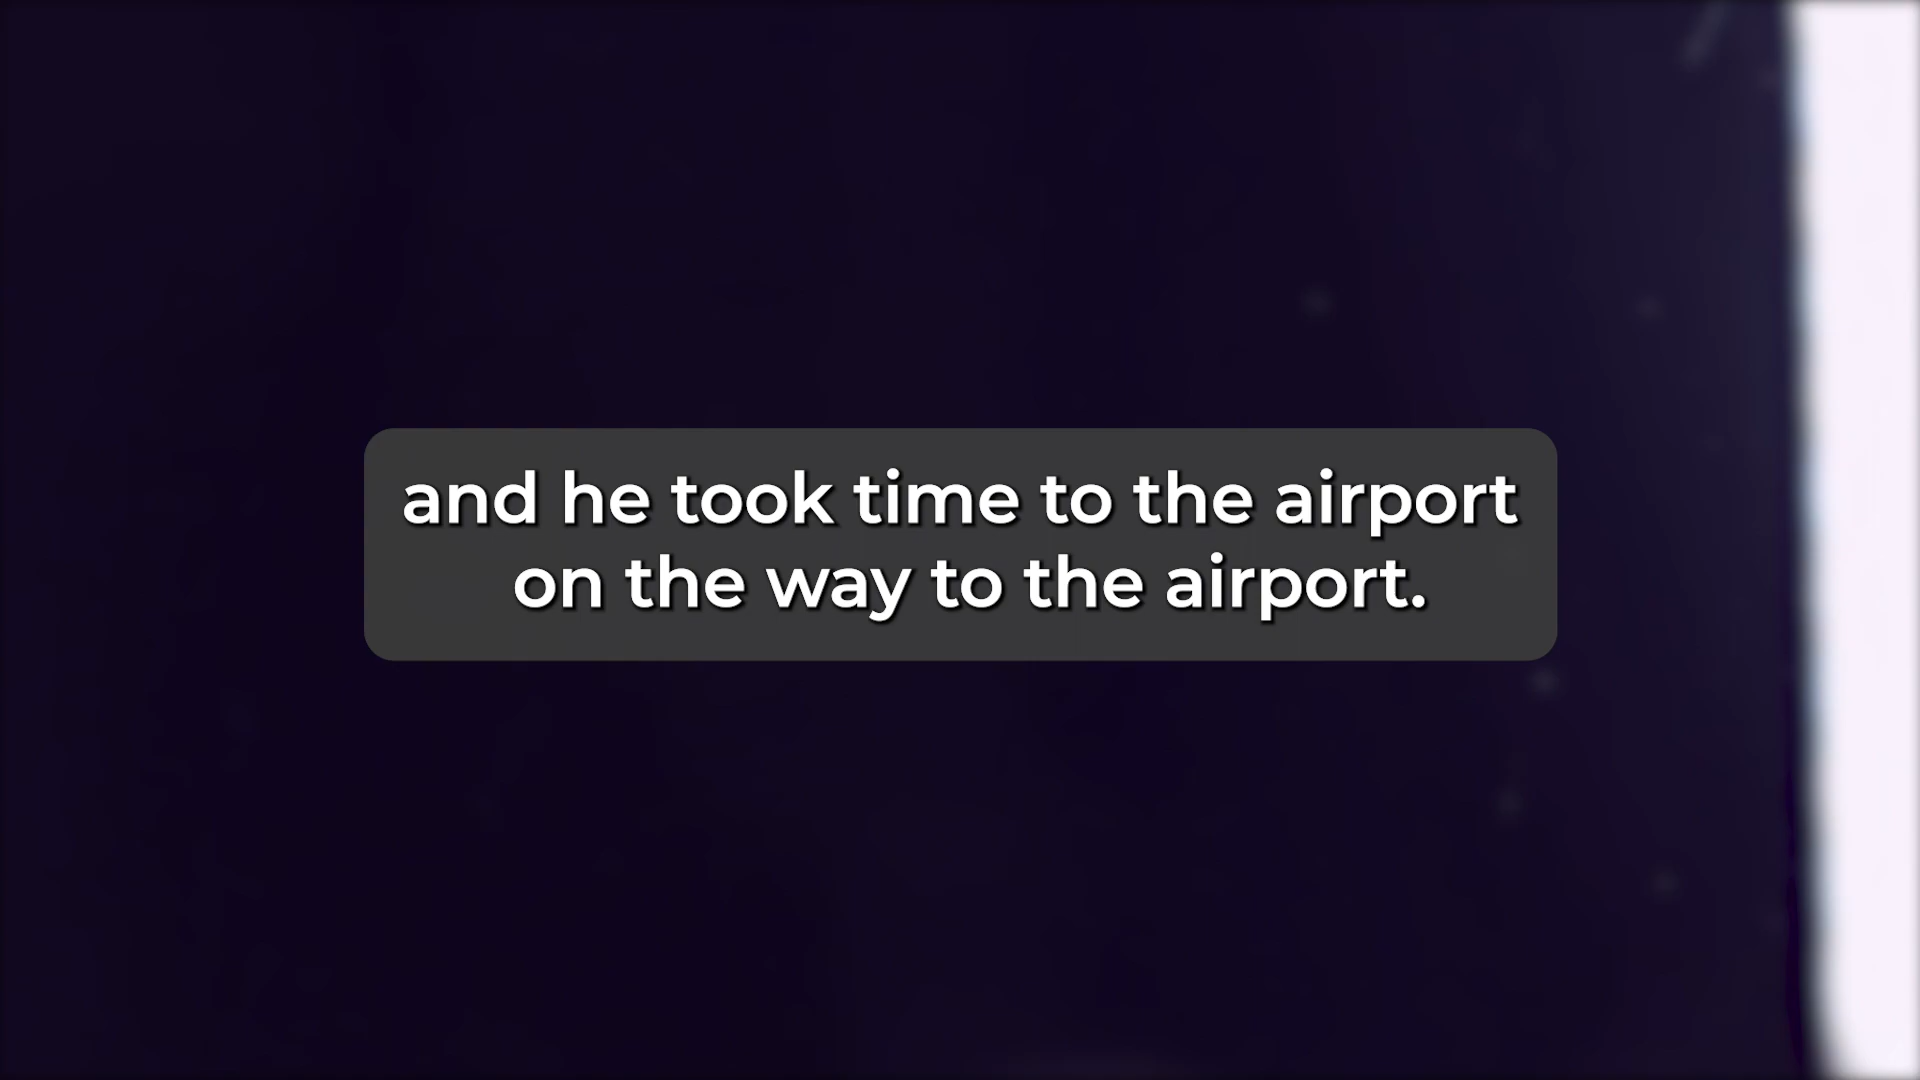 and he took time to the airport
on the way to the airport.